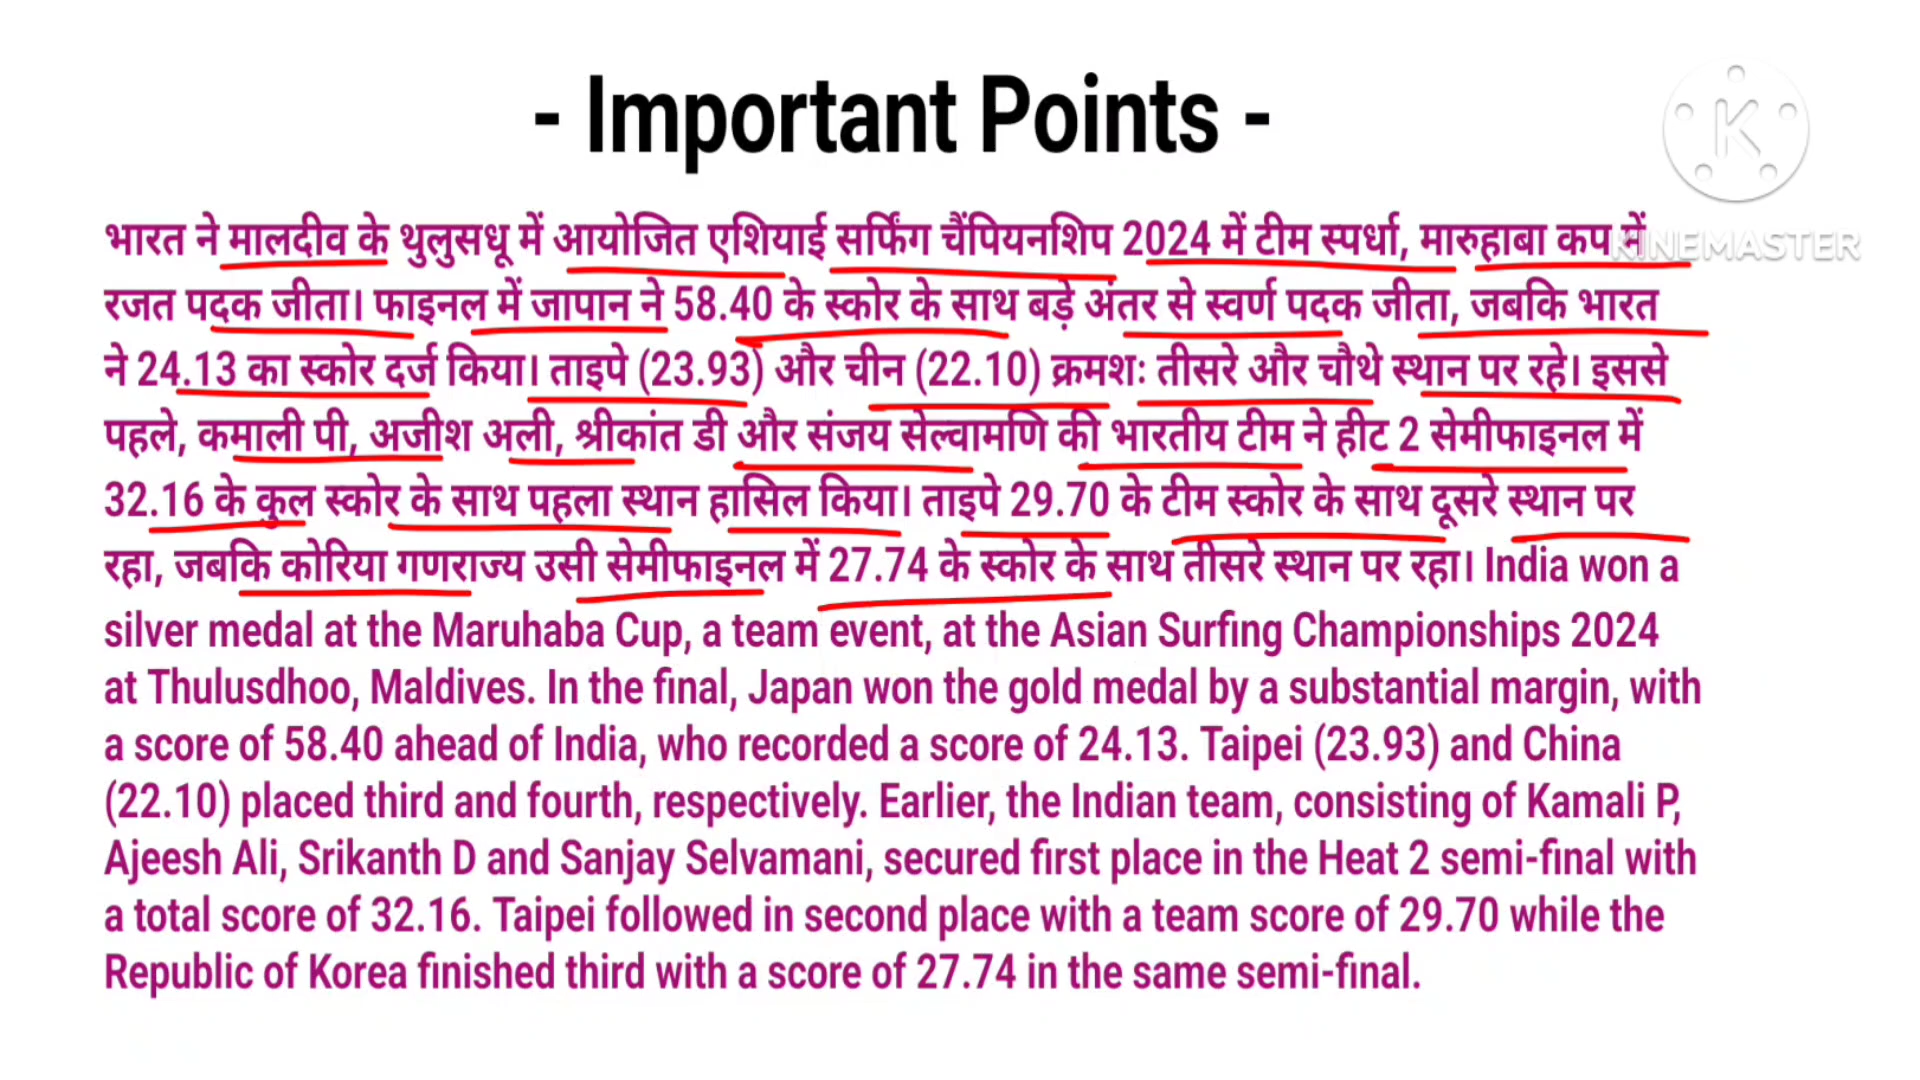 - Important Points -
भारत ने मालदीव के थुलुसधू में आयोजित एशियाई सर्फिंग चैंपियनशिप 2024 में टीम स्पर्धा, मारुहाबा कप में
KINEMASTER
रजत पदक जीता। फाइनल में जापान ने 58.40 के स्कोर के साथ बड़े अंतर से स्वर्ण पदक जीता, जबकि भारत
ने 24.13 का स्कोर दर्ज किया। ताइपे (23.93) और चीन (22.10) क्रमशः तीसरे और चौथे स्थान पर रहे। इससे
पहले, कमाली पी, अजीश अली, श्रीकांत डी और संजय सेल्वामणि की भारतीय टीम ने हीट 2 सेमीफाइनल में
32.16 के कुल स्कोर के साथ पहला स्थान हासिल किया। ताइपे 29.70 के टीम स्कोर के साथ दूसरे स्थान पर
रहा, जबकि कोरिया गणराज्य उसी सेमीफाइनल में 27.74 के स्कोर के साथ तीसरे स्थान पर रहा। India won a
silver medal at the Maruhaba Cup, a team event, at the Asian Surfing Championships 2024
at Thulusdhoo, Maldives. In the final, Japan won the gold medal by a substantial margin, with
a score of 58.40 ahead of India, who recorded a score of 24.13. Taipei (23.93) and China
(22.10) placed third and fourth, respectively. Earlier, the Indian team, consisting of Kamali P,
Ajeesh Ali, Srikanth D and Sanjay Selvamani, secured first place in the Heat 2 semi-final with
a total score of 32.16. Taipei followed in second place with a team score of 29.70 while the
Republic of Korea finished third with a score of 27.74 in the same semi-final.